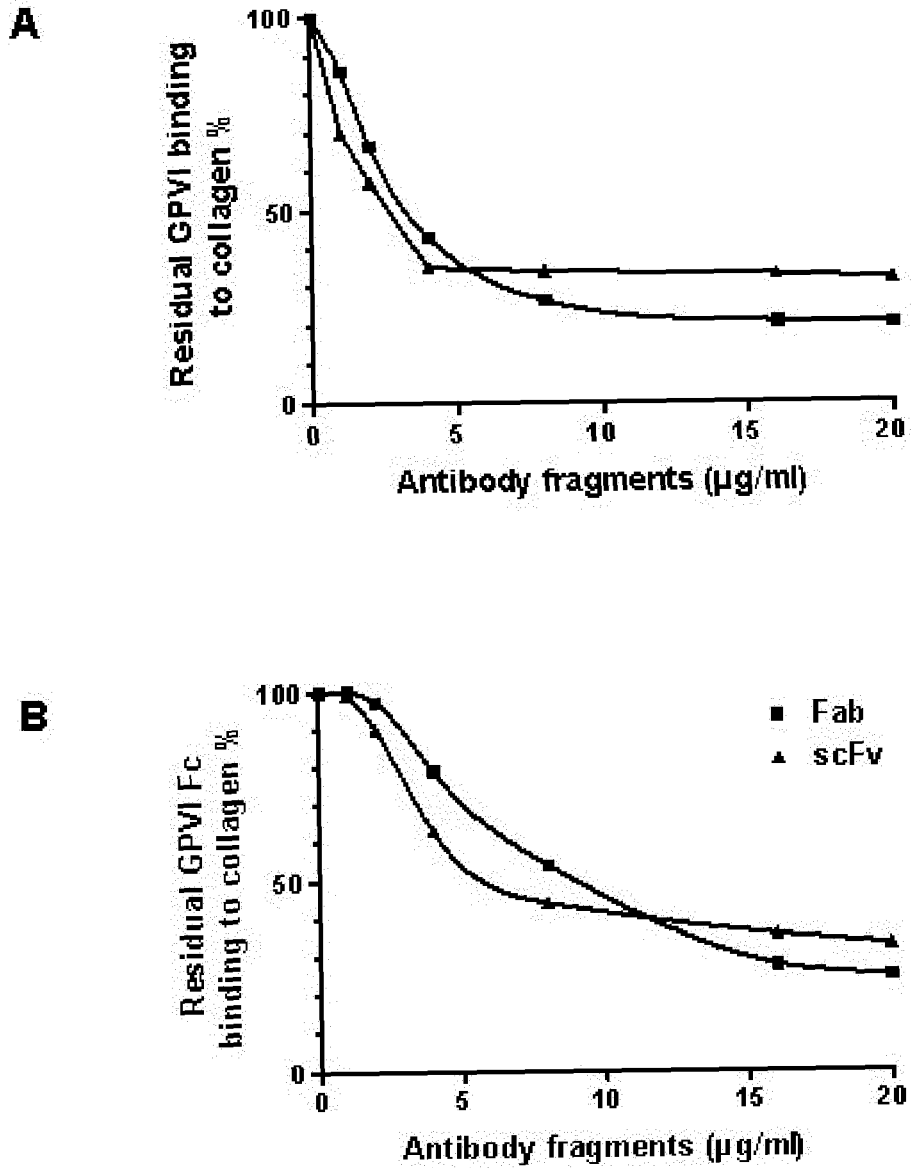 A
Residual GPVI binding
to collagen %
100
50
0
0 5 10 15 20
Antibody fragments (µg/ml)
B
Residual GPVI Fc
binding to collagen %
100
50
0
Fab
scFv
0 5 10 15 20
Antibody fragments (µg/ml)